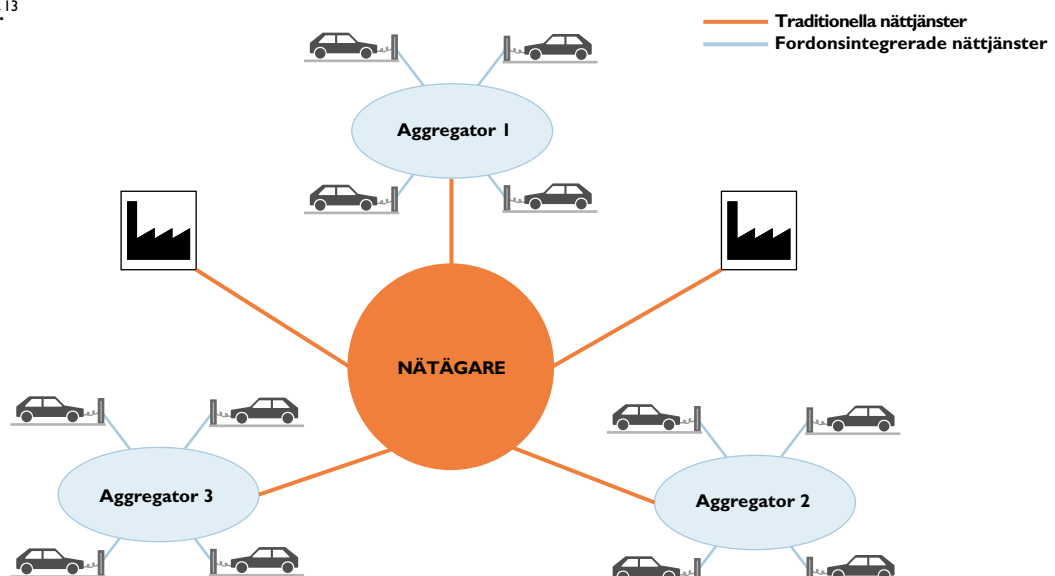 13
Traditionella nättjänster
Fordonsintegrerade nättjänster
Aggregator 1
NÄTÄGARE
Aggregator 3
Aggregator 2